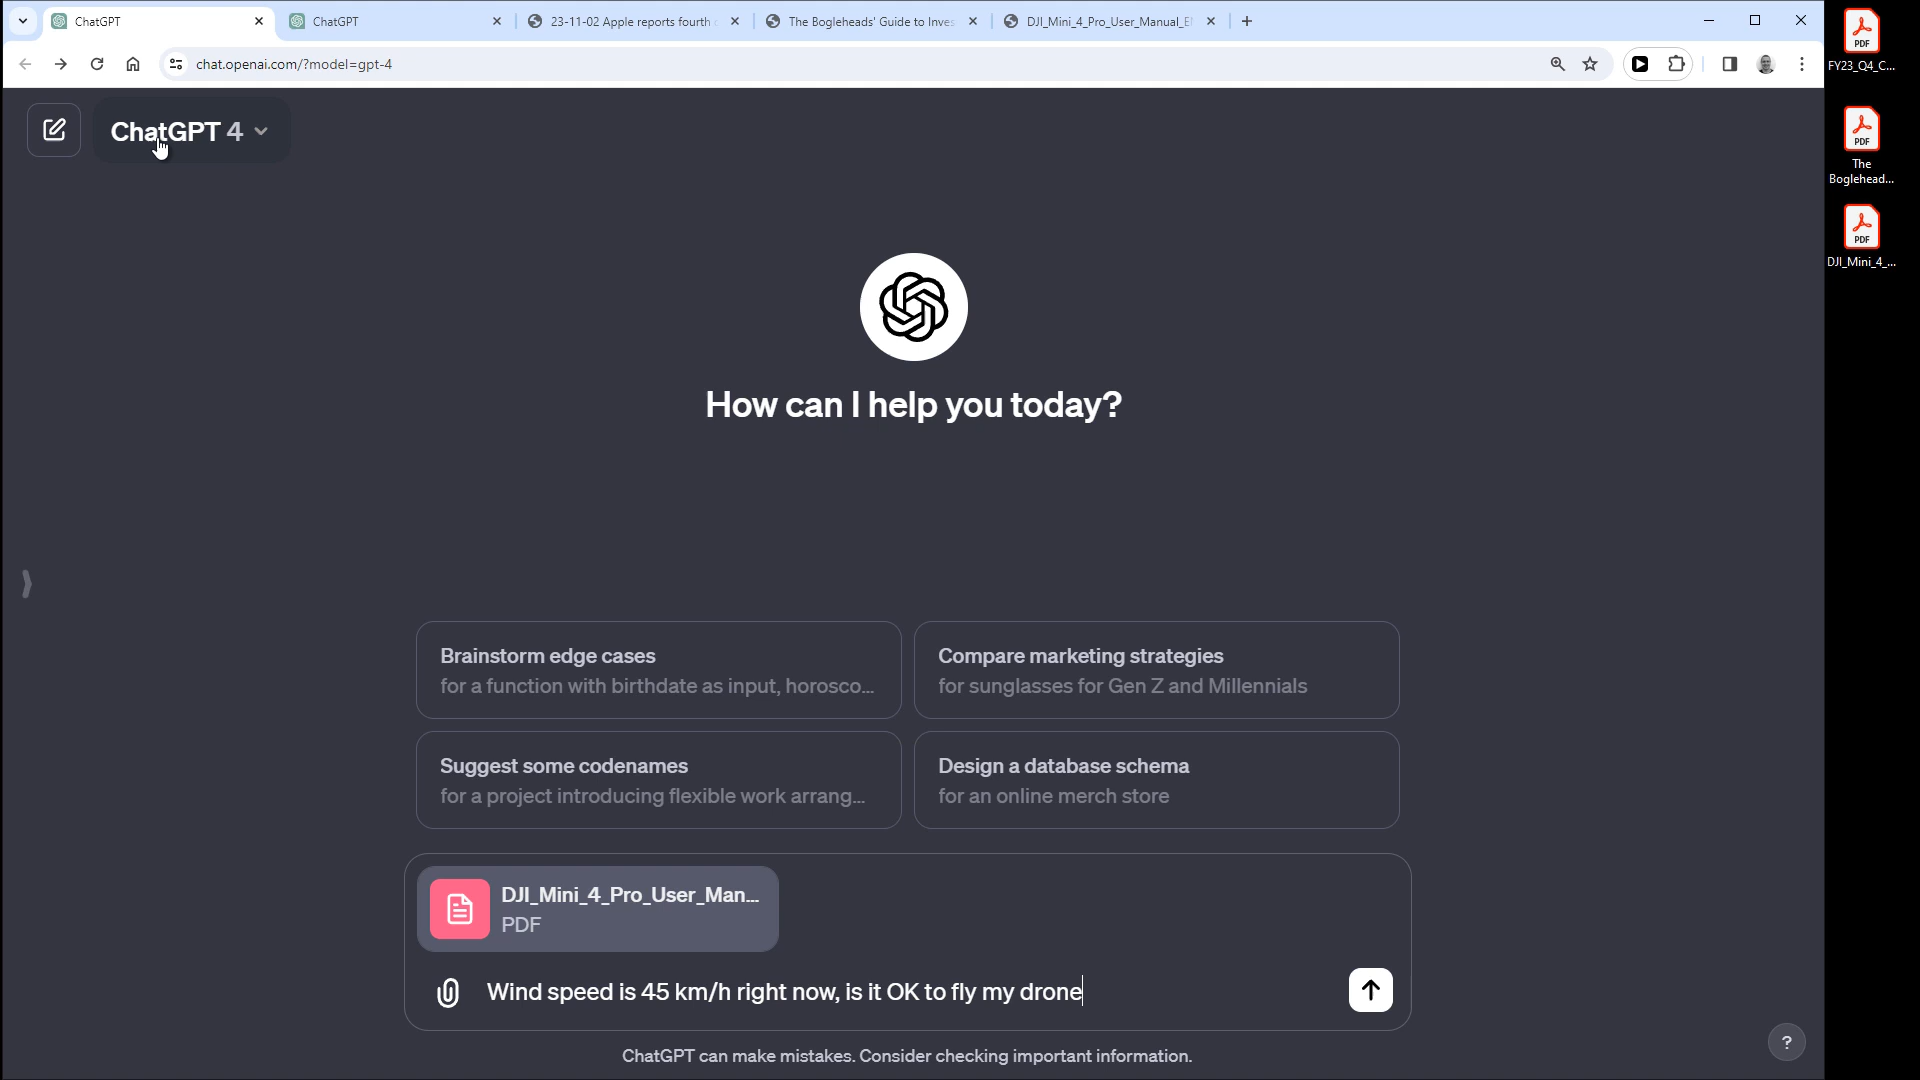 ChatGPT
ChatGPT
23-11-02 Apple reports fourth
The Bogleheads' Guide to Inves
DJI_Mini_4_Pro_User_Manual_E
chat.openai.com/?model=gpt-4
ChatGPT 4
PDF
FY23_Q4_C...
PDF
The
Boglehead...
PDF
DJI_Mini_4_...
How can I help you today?
Brainstorm edge cases
for a function with birthdate as input, horosco...
Compare marketing strategies
for sunglasses for Gen Z and Millennials
Suggest some codenames
for a project introducing flexible work arrang...
Design a database schema
for an online merch store
DJI_Mini_4_Pro_User_Man...
PDF
Wind speed is 45 km/h right now, is it OK to fly my drone
ChatGPT can make mistakes. Consider checking important information.
?